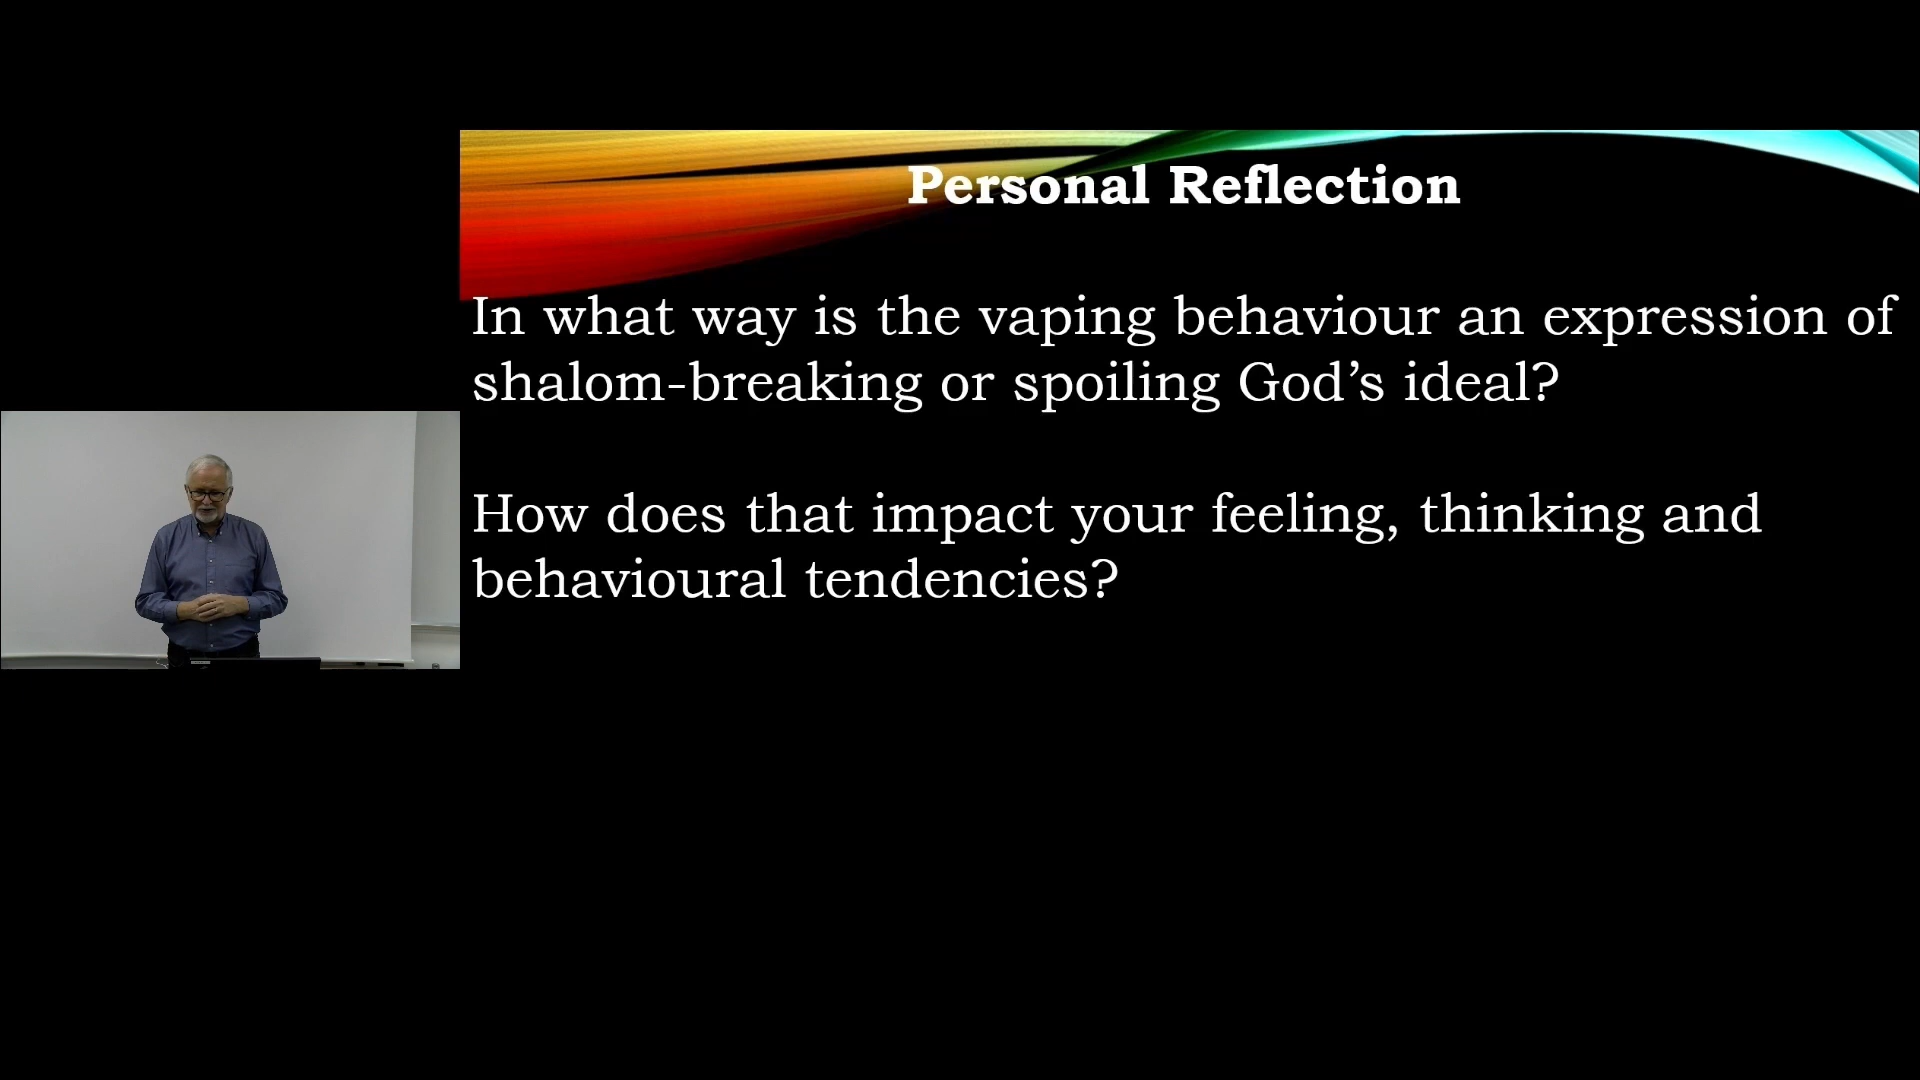 Personal Reflection
In what way is the vaping behaviour an expression of
shalom-breaking or spoiling God’s ideal?
How does that impact your feeling, thinking and
behavioural tendencies?